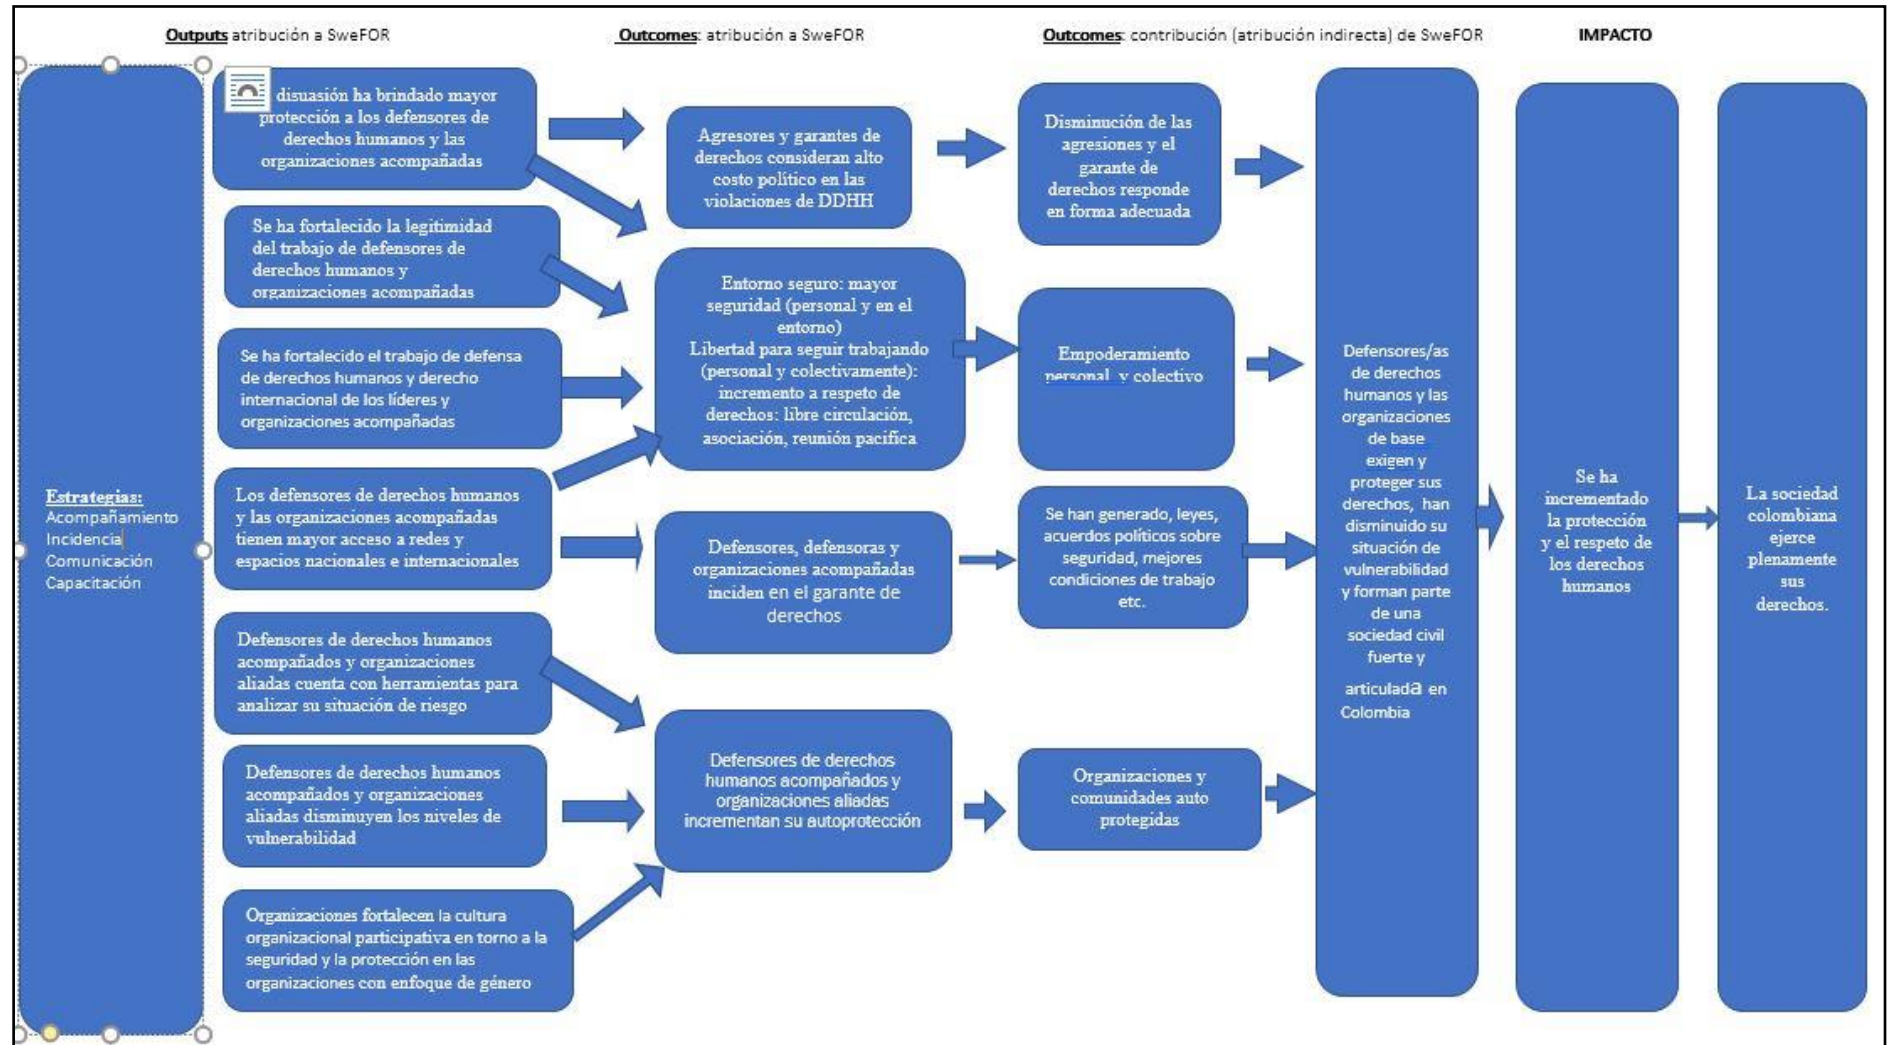 Outputs atribución a SweFOR
Outcomes: atribución a SweFOR
Outcomes: contribución (atribución indirecta) de SweFOR
IMPACTO
Estrategias:
Acompañamiento
Incidencia
Comunicación
Capacitación
disuasión ha brindado mayor
protección a los defensores de
derechos humanos y las
organizaciones acompañadas
Se ha fortalecido la legitimidad
del trabajo de defensores de
derechos humanos y
organizaciones acompañadas
Se ha fortalecido el trabajo de defensa
de derechos humanos y derecho
internacional de los líderes y
organizaciones acompañadas
Los defensores de derechos humanos
y las organizaciones acompañadas
tienen mayor acceso a redes y
espacios nacionales e internacionales
Defensores de derechos humanos
acompañados y organizaciones
aliadas cuenta con herramientas para
analizar su situación de riesgo
Defensores de derechos humanos
acompañados y organizaciones
aliadas disminuyen los niveles de
vulnerabilidad
Organizaciones fortalecen la cultura
organizacional participativa en torno a la
seguridad y la protección en las
organizaciones con enfoque de género
Agresores y garantes de
derechos consideran alto
costo político en las
violaciones de DDHH
Entorno seguro: mayor
seguridad (personal y en el
entorno)
Libertad para seguir trabajando
(personal y colectivamente):
incremento a respeto de
derechos: libre circulación,
asociación, reunión pacifica
Defensores, defensoras y
organizaciones acompañadas
inciden en el garante de
derechos
Defensores de derechos
humanos acompañados y
organizaciones aliadas
incrementan su autoprotección
Disminución de las
agresiones y el
garante de
derechos responde
en forma adecuada
Empoderamiento
personal y colectivo
Se han generado, leyes,
acuerdos políticos sobre
seguridad, mejores
condiciones de trabajo
etc.
Organizaciones y
comunidades auto
protegidas
Defensores/as
de derechos
humanos y las
organizaciones
de base
exigen y
proteger sus
derechos, han
disminuido su
situación de
vulnerabilidad
y forman parte
de una
sociedad civil
fuerte y
articulada en
Colombia
Se ha
incrementado
la protección
y el respeto de
los derechos
humanos
La sociedad
colombiana
ejerce
plenamente
sus
derechos.